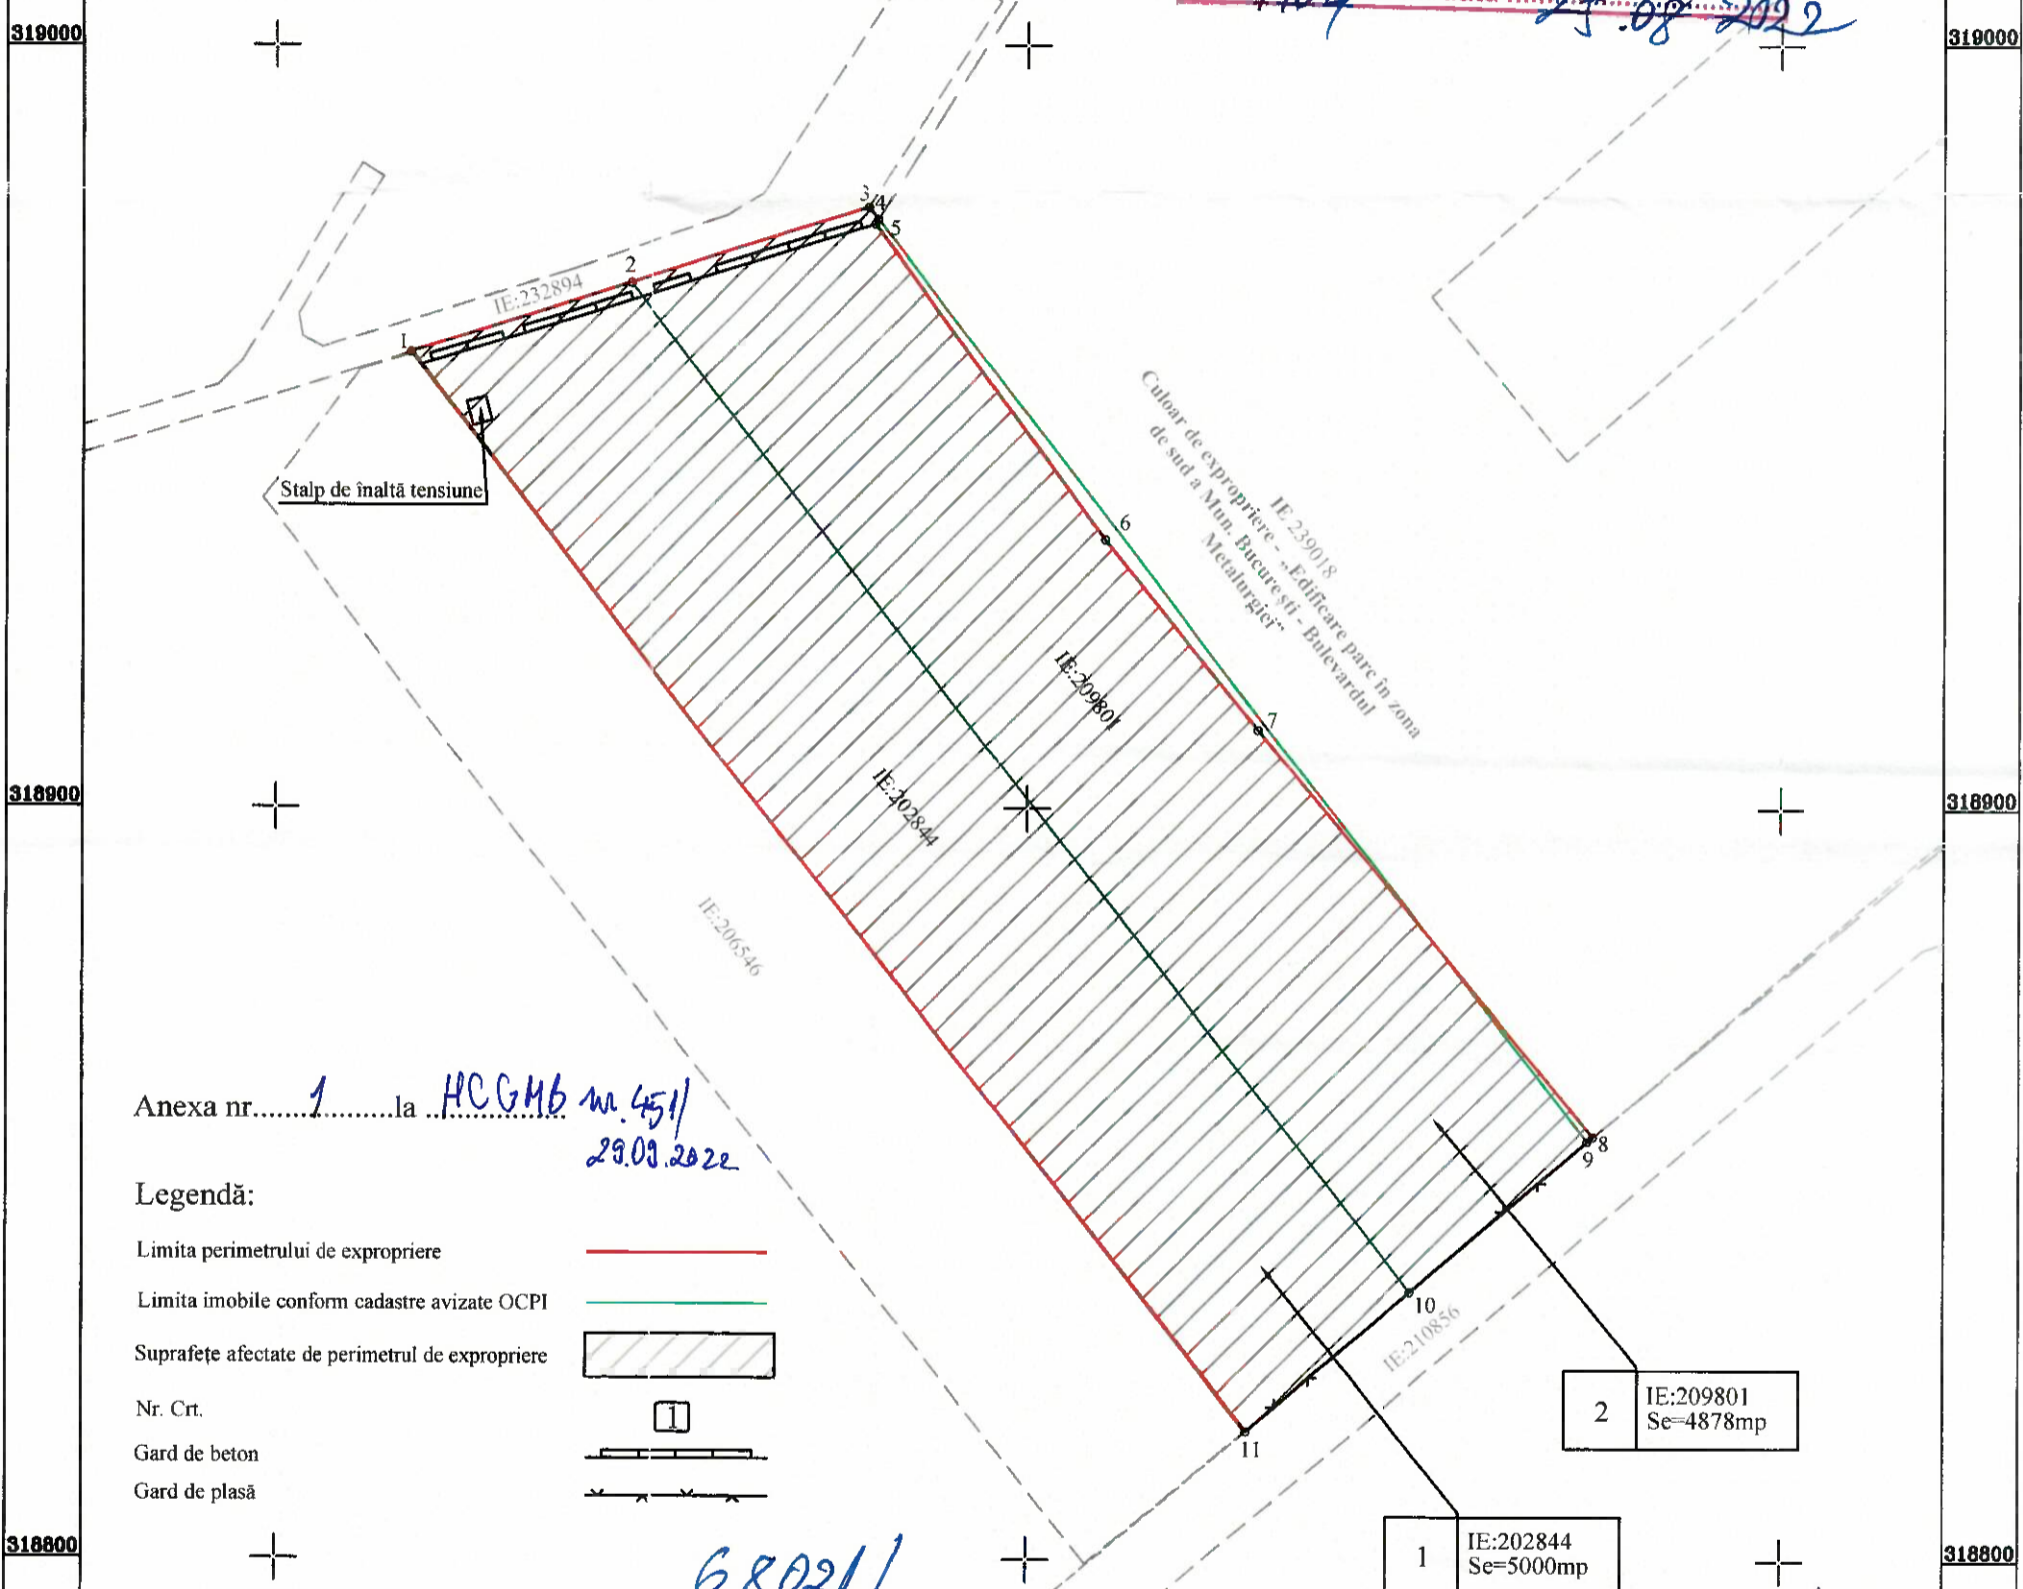 25.08 2022
319000
319000
3
4
5
2
IE:232894
1
Stalp de înaltă tensiune
6
IE 239018
Culoar de expropriere - „Edificare parc în zona
de sud a Mun. București - Bulevardul
Metalurgiei“
IE:209801
7
IE:202844
318900
318900
IE:206546
Anexa nr.......1.........la ..HCGMB nr. 451/
29.09.2022
8
9
Legendă:
Limita perimetrului de expropriere
Limita imobile conform cadastre avizate OCPI
10
IE:210856
Suprafețe afectate de perimetrul de expropriere
Nr. Crt.
1
2
IE:209801
Se=4878mp
11
Gard de beton
Gard de plasă
318800
318800
1
IE:202844
Se=5000mp
68021/